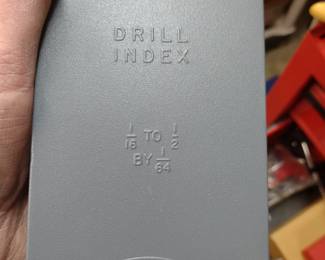 DRILL
INDEX
1/16 TO 1/2
BY 1/64